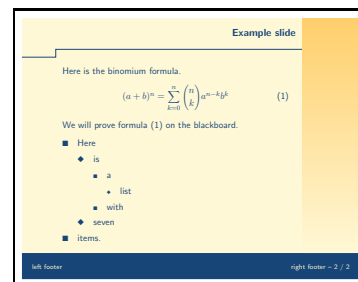 Example slide
Here is the binomium formula.
(a + b)^n = \sum_{k=0}^{n} \binom{n}{k} a^{n-k} b^k (1)
We will prove formula (1) on the blackboard.
■ Here
◆ is
■ a
◆ list
■ with
◆ seven
■ items.
left footer right footer – 2 / 2